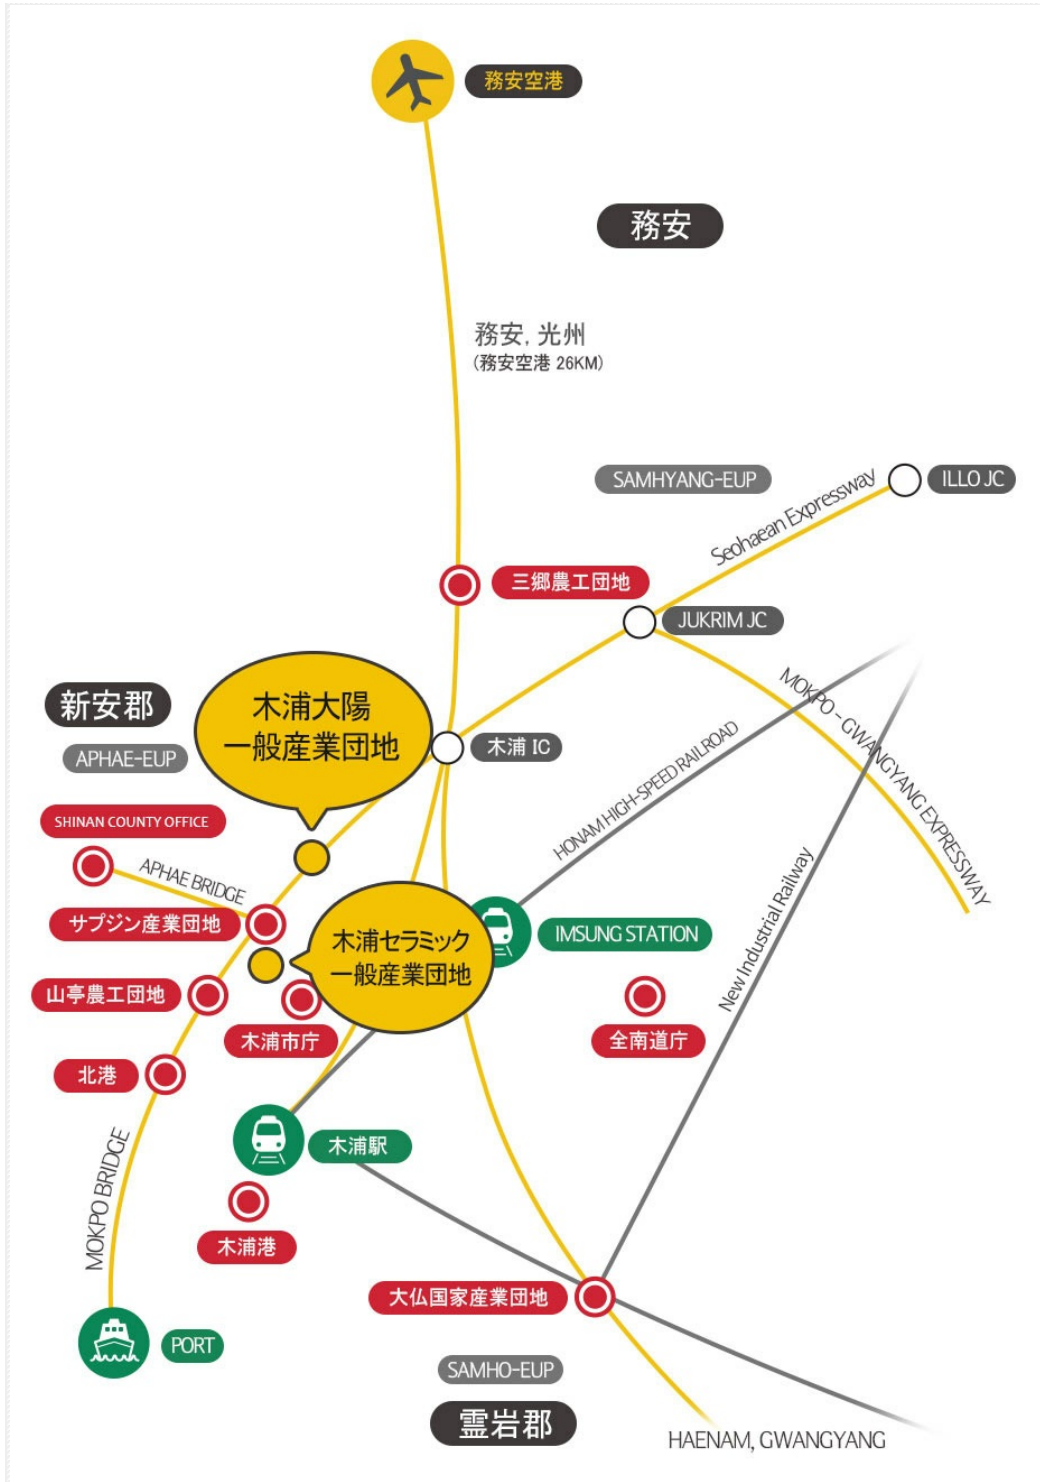 務安空港
務安
務安, 光州
(務安空港 26KM)
SAMHYANG-EUP
ILLO JC
Seohaean Expressway
三郷農工団地
JUKRIM JC
新安郡
APHAE-EUP
木浦大陽
一般産業団地
木浦 IC
MOKPO - GWANGYANG EXPRESSWAY
HONAM HIGH-SPEED RAILROAD
SHINAN COUNTY OFFICE
APHAE BRIDGE
サプジン産業団地
木浦セラミック
一般産業団地
IMSUNG STATION
New Industrial Railway
山亭農工団地
木浦市庁
全南道庁
北港
木浦駅
MOKPO BRIDGE
木浦港
大仏国家産業団地
PORT
SAMHO-EUP
霊岩郡
HAENAM, GWANGYANG